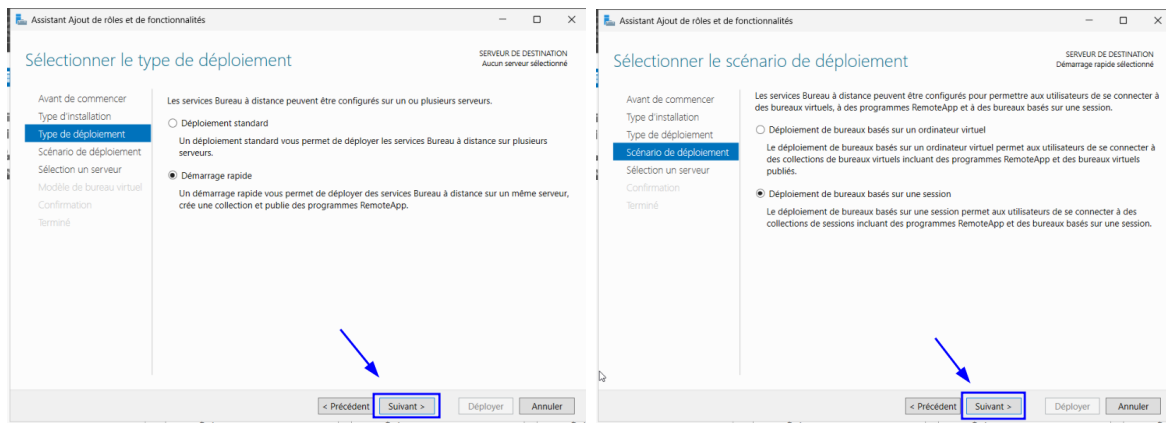 Assistant Ajout de rôles et de fonctionnalités
Sélectionner le type de déploiement
SERVEUR DE DESTINATION
Aucun serveur sélectionné
Avant de commencer
Type d'installation
Type de déploiement
Scénario de déploiement
Sélection un serveur
Modèle de bureau virtuel
Confirmation
Terminé
Les services Bureau à distance peuvent être configurés sur un ou plusieurs serveurs.
Déploiement standard
Un déploiement standard vous permet de déployer les services Bureau à distance sur plusieurs
serveurs.
Démarrage rapide
Un démarrage rapide vous permet de déployer des services Bureau à distance sur un même serveur,
crée une collection et publie des programmes RemoteApp.
< Précédent Suivant > Déployer Annuler
Assistant Ajout de rôles et de fonctionnalités
Sélectionner le scénario de déploiement
SERVEUR DE DESTINATION
Démarrage rapide sélectionné
Avant de commencer
Type d'installation
Type de déploiement
Scénario de déploiement
Sélection un serveur
Confirmation
Terminé
Les services Bureau à distance peuvent être configurés pour permettre aux utilisateurs de se connecter à
des bureaux virtuels, à des programmes RemoteApp et à des bureaux basés sur une session.
Déploiement de bureaux basés sur un ordinateur virtuel
Le déploiement de bureaux basés sur un ordinateur virtuel permet aux utilisateurs de se connecter à
des collections de bureaux virtuels incluant des programmes RemoteApp et des bureaux virtuels
publiés.
Déploiement de bureaux basés sur une session
Le déploiement de bureaux basés sur une session permet aux utilisateurs de se connecter à des
collections de sessions incluant des programmes RemoteApp et des bureaux basés sur une session.
< Précédent Suivant > Déployer Annuler